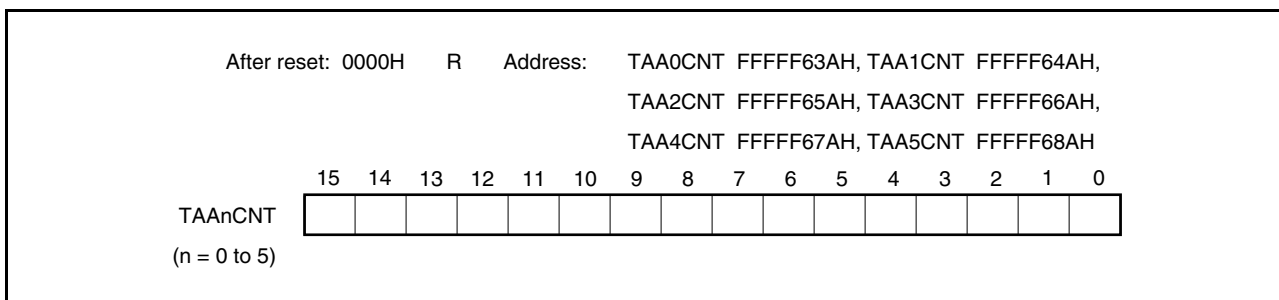 After reset: 0000H R Address: TAA0CNT FFFFF63AH, TAA1CNT FFFFF64AH,
TAA2CNT FFFFF65AH, TAA3CNT FFFFF66AH,
TAA4CNT FFFFF67AH, TAA5CNT FFFFF68AH
15 14 13 12 11 10 9 8 7 6 5 4 3 2 1 0
TAAnCNT
(n = 0 to 5)